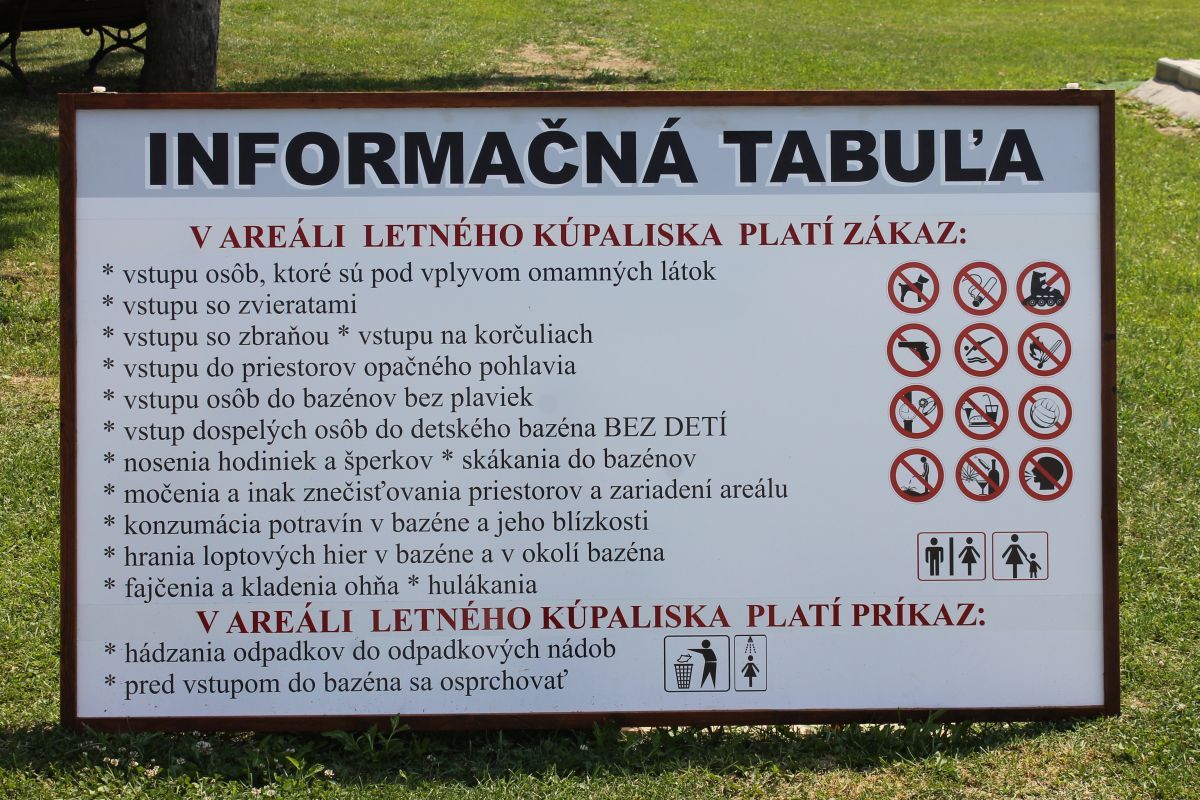 INFORMAČNÁ TABUĽA
V AREÁLI LETNÉHO KÚPALISKA PLATÍ ZÁKAZ:
* vstupu osôb, ktoré sú pod vplyvom omamných látok
* vstupu so zvieratami
* vstupu so zbraňou * vstupu na korčuliach
* vstupu do priestorov opačného pohlavia
* vstupu osôb do bazénov bez plaviek
* vstup dospelých osôb do detského bazéna BEZ DETÍ
* nosenia hodiniek a šperkov * skákania do bazénov
* močenia a inak znečisťovania priestorov a zariadení areálu
* konzumácia potravín v bazéne a jeho blízkosti
* hrania loptových hier v bazéne a v okolí bazéna
* fajčenia a kladenia ohňa * hulákania
V AREÁLI LETNÉHO KÚPALISKA PLATÍ PRÍKAZ:
* hádzania odpadkov do odpadkových nádob
* pred vstupom do bazéna sa osprchovať